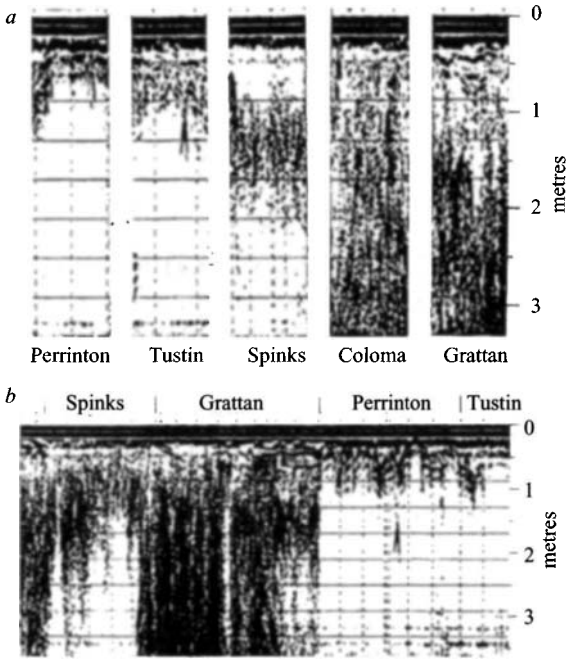 a
0
1
2
3
metres
Perrinton Tustin Spinks Coloma Grattan
b
Spinks Grattan Perrinton Tustin
0
1
2
3
metres